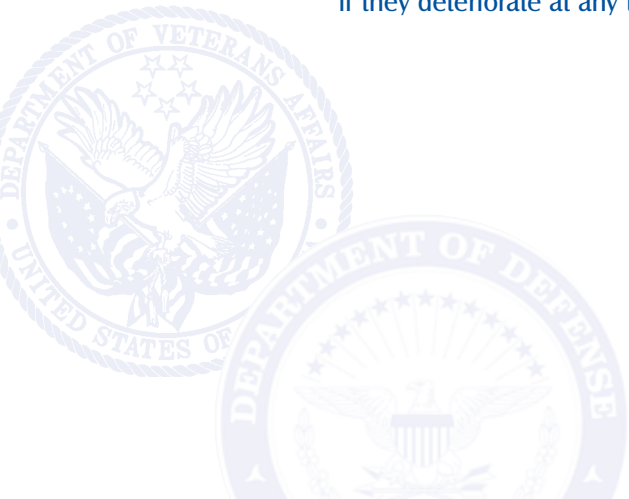 if they deteriorate at any
DEPARTMENT OF VETERANS AFFAIRS
UNITED STATES OF
DEPARTMENT OF DEFENSE